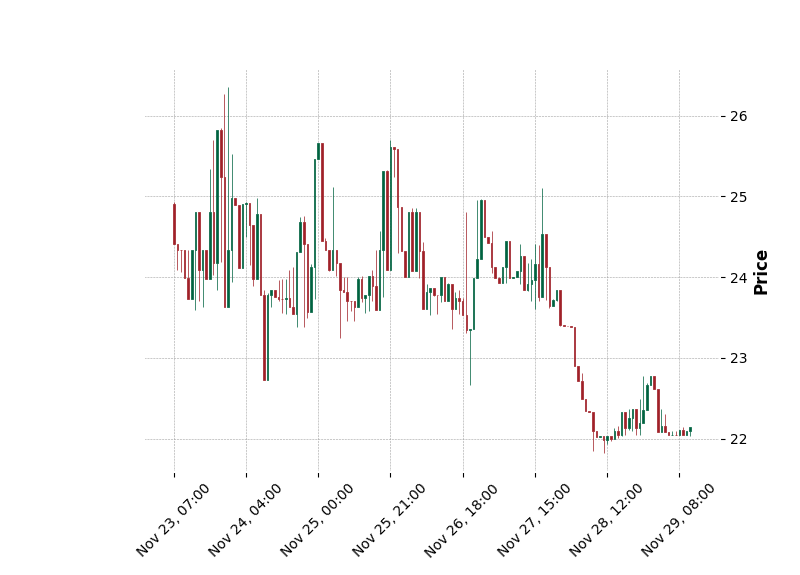 26
25
24
23
22
Price
Nov 23, 07:00
Nov 24, 04:00
Nov 25, 00:00
Nov 25, 21:00
Nov 26, 18:00
Nov 27, 15:00
Nov 28, 12:00
Nov 29, 08:00